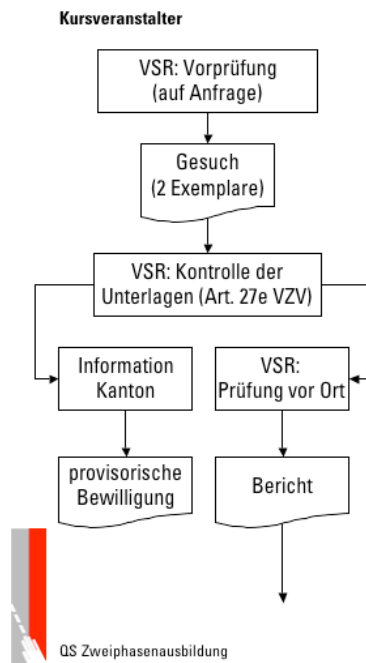 Kursveranstalter
VSR: Vorprüfung
(auf Anfrage)
Gesuch
(2 Exemplare)
VSR: Kontrolle der
Unterlagen (Art. 27e VZV)
Information
Kanton
VSR:
Prüfung vor Ort
provisorische
Bewilligung
Bericht
QS Zweiphasenausbildung